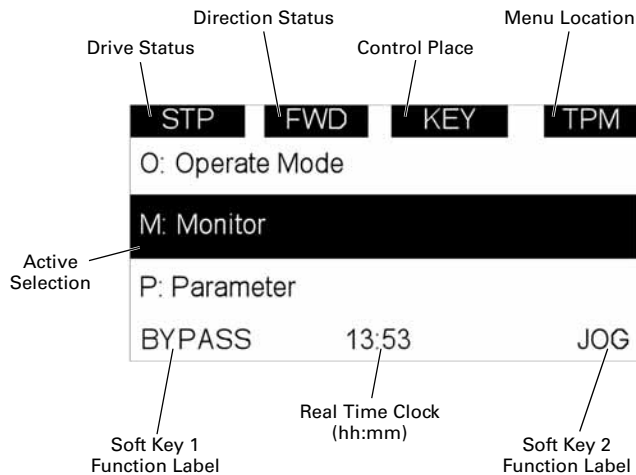 Direction Status
Menu Location
Drive Status
Control Place
STP FWD KEY TPM
O: Operate Mode
M: Monitor
Active
Selection
P: Parameter
BYPASS 13:53 JOG
Real Time Clock
(hh:mm)
Soft Key 1
Function Label
Soft Key 2
Function Label